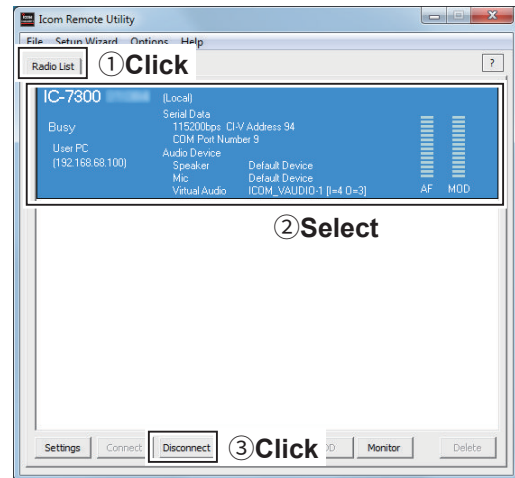 Icom Remote Utility
File Setup Wizard Options Help
Radio List
①Click
?
IC-7300
(Local)
Serial Data
Busy
115200bps CI-V Address 94
COM Port Number 9
User PC
(192.168.68.100)
Audio Device
Speaker Default Device
Mic Default Device
Virtual Audio ICOM_VAUDIO-1 [I=4 O=3]
AF MOD
②Select
Settings Connect Disconnect ③Click Monitor Delete